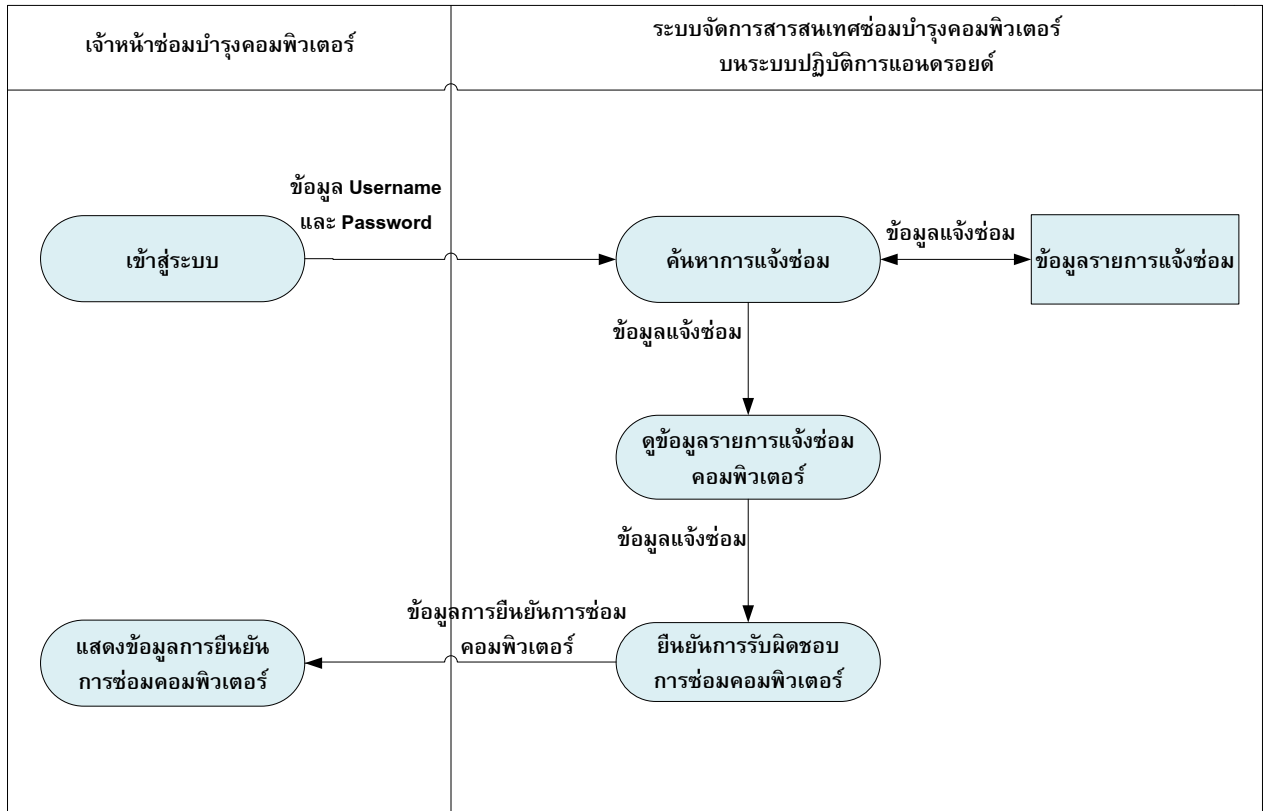 เจ้าหน้าซ่อมบำรุงคอมพิวเตอร์
ระบบจัดการสารสนเทศซ่อมบำรุงคอมพิวเตอร์
บนระบบปฏิบัติการแอนดรอยด์
ข้อมูล Username
และ Password
เข้าสู่ระบบ
ค้นหาการแจ้งซ่อม
ข้อมูลแจ้งซ่อม
ข้อมูลรายการแจ้งซ่อม
ข้อมูลแจ้งซ่อม
ดูข้อมูลรายการแจ้งซ่อม
คอมพิวเตอร์
ข้อมูลแจ้งซ่อม
ข้อมูลการยืนยันการซ่อม
คอมพิวเตอร์
แสดงข้อมูลการยืนยัน
การซ่อมคอมพิวเตอร์
ยืนยันการรับผิดชอบ
การซ่อมคอมพิวเตอร์